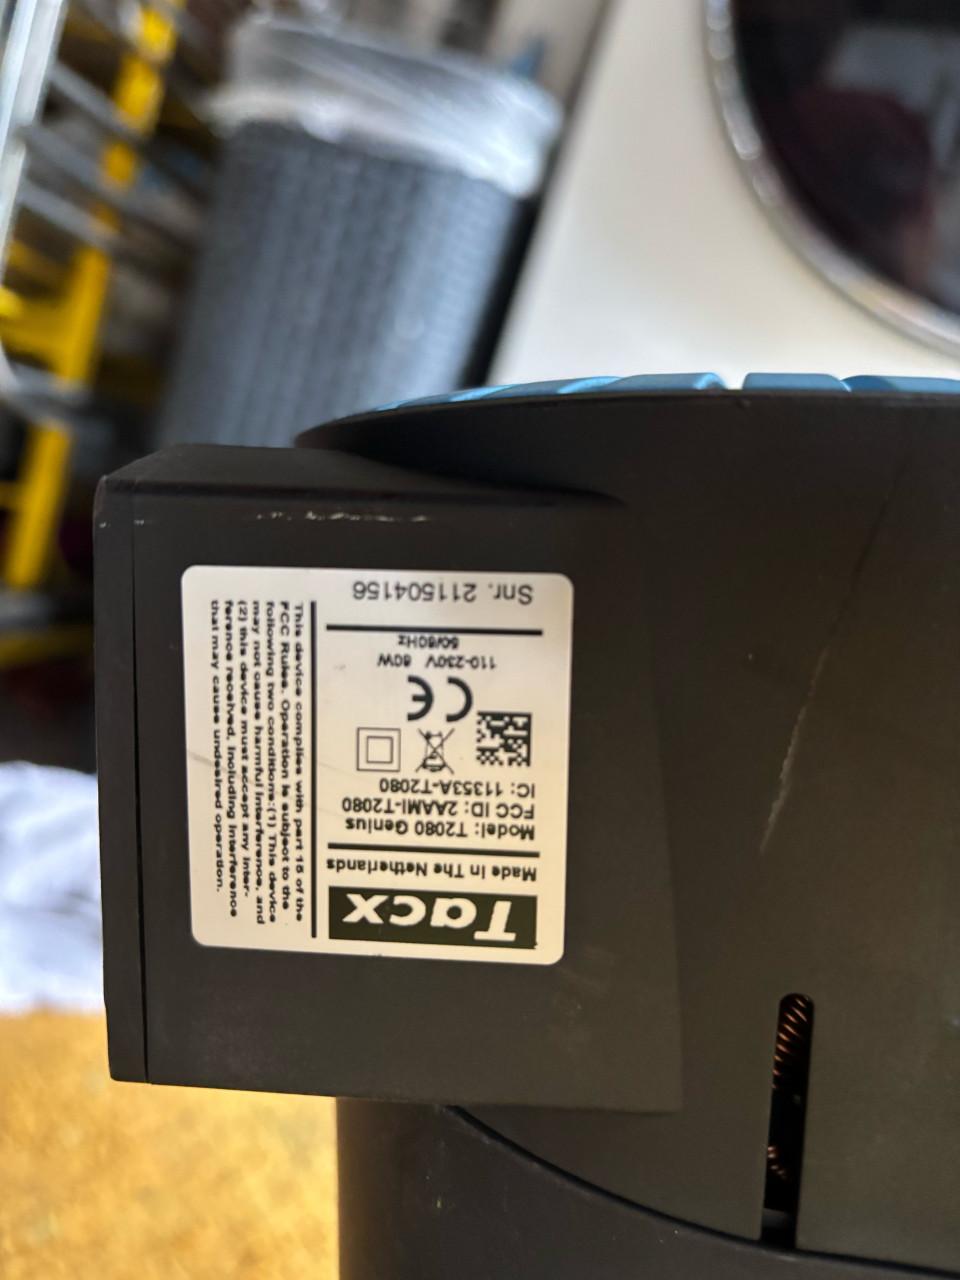 Tacx
Made in The Netherlands
Model: T2080 Genius
FCC ID: 2AAMI-T2080
IC: 11353A-T2080
CE
110-230V 60W
50/60Hz
Snr. 211504156
This device complies with part 15 of the
FCC Rules. Operation is subject to the
following two conditions:(1) This device
may not cause harmful interference, and
(2) this device must accept any inter-
ference received, including interference
that may cause undesired operation.